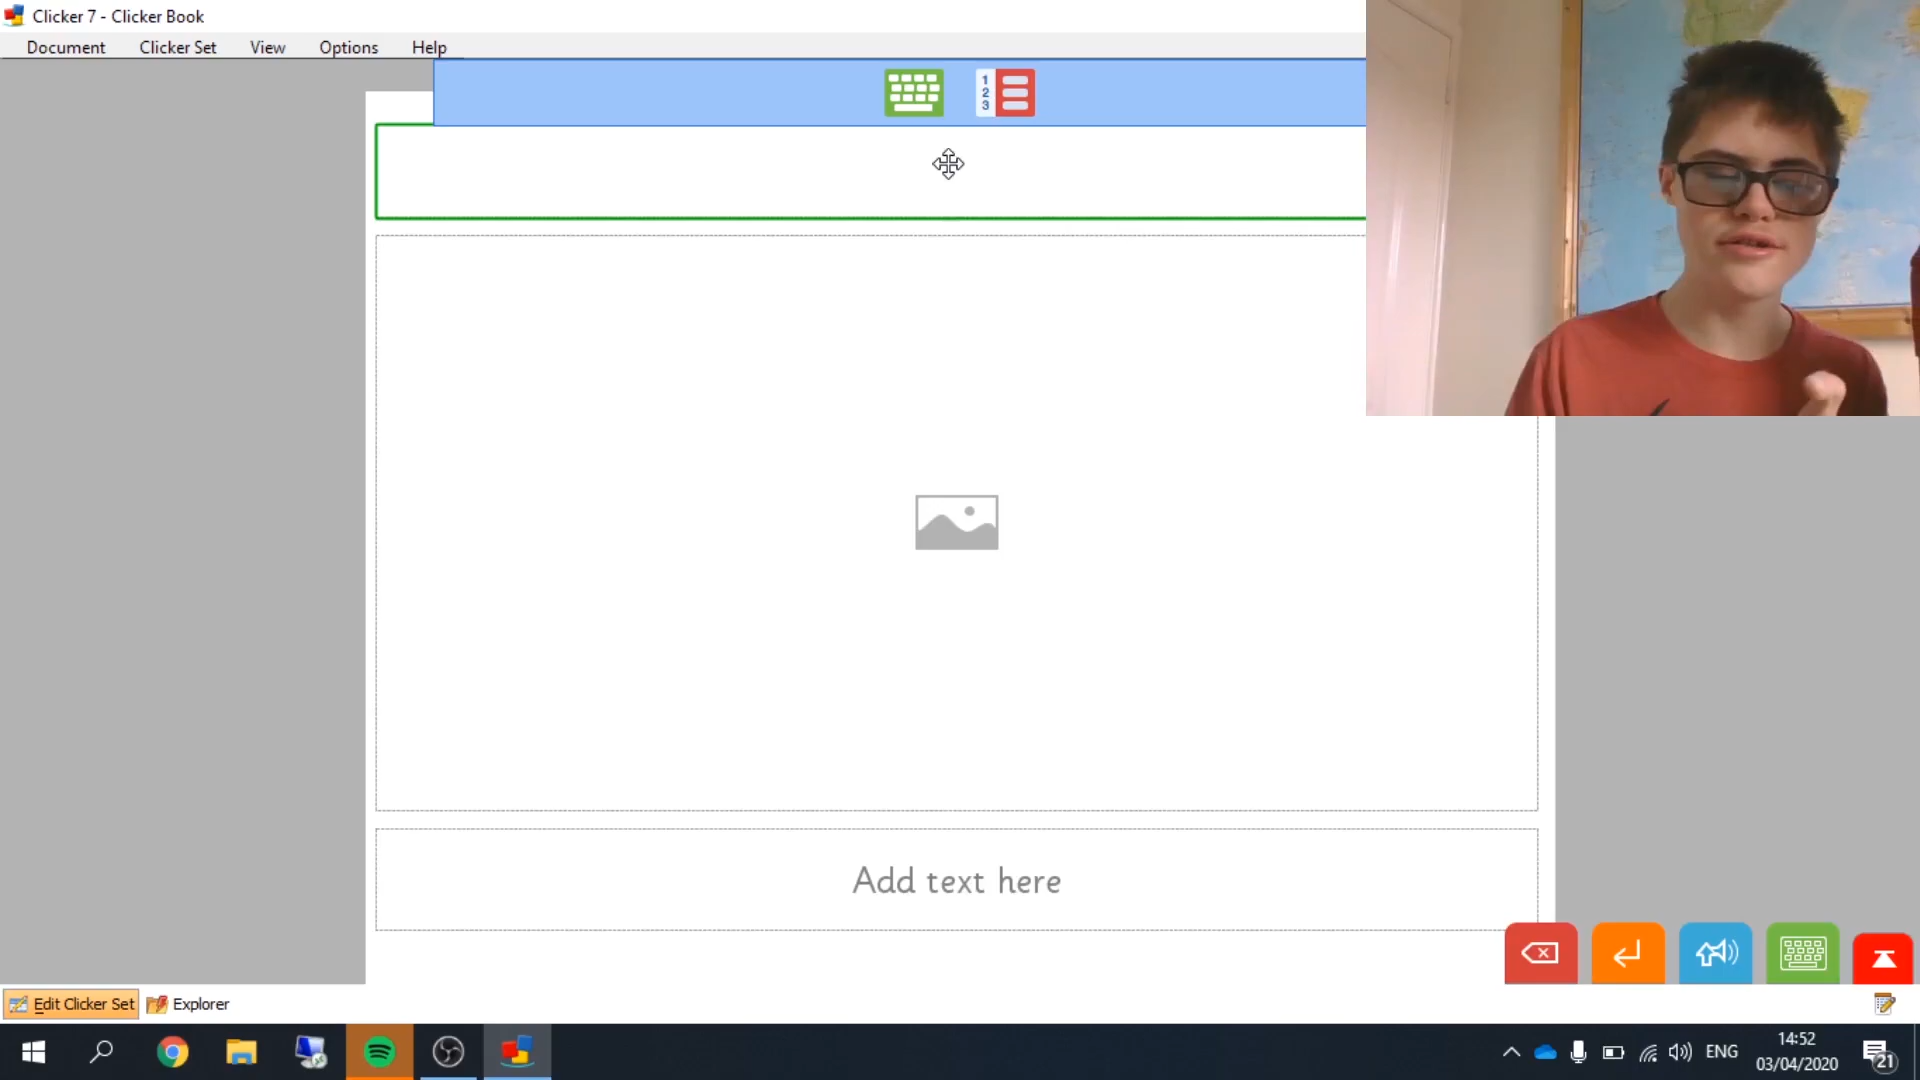 Clicker 7 - Clicker Book
Document Clicker Set View Options Help
1
2
3
Add text here
Edit Clicker Set Explorer
ENG
14:52
03/04/2020
21